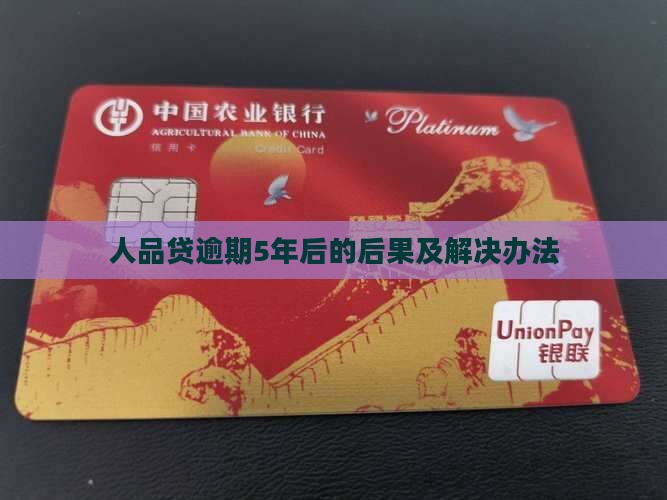 中国农业银行
AGRICULTURAL BANK OF CHINA
信用卡 Credit Card
Platinum
人品贷逾期5年后的后果及解决办法
UnionPay
银联